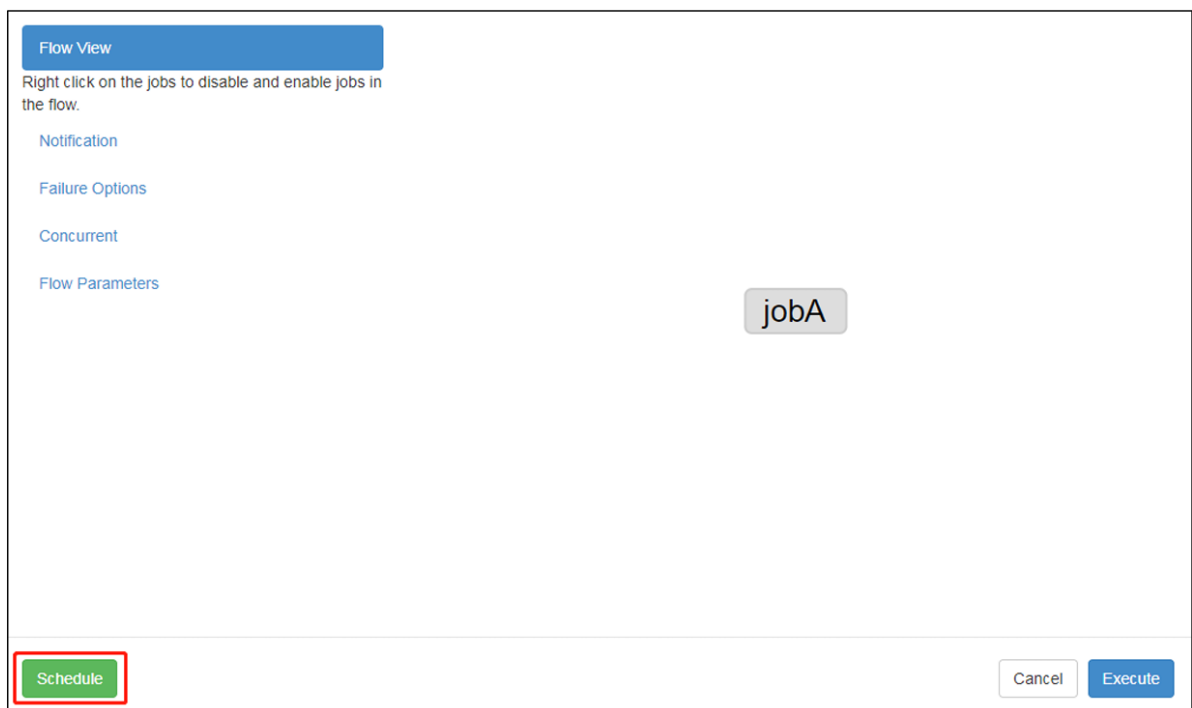 Flow View
Right click on the jobs to disable and enable jobs in
the flow.
Notification
Failure Options
Concurrent
Flow Parameters
jobA
Schedule
Cancel
Execute